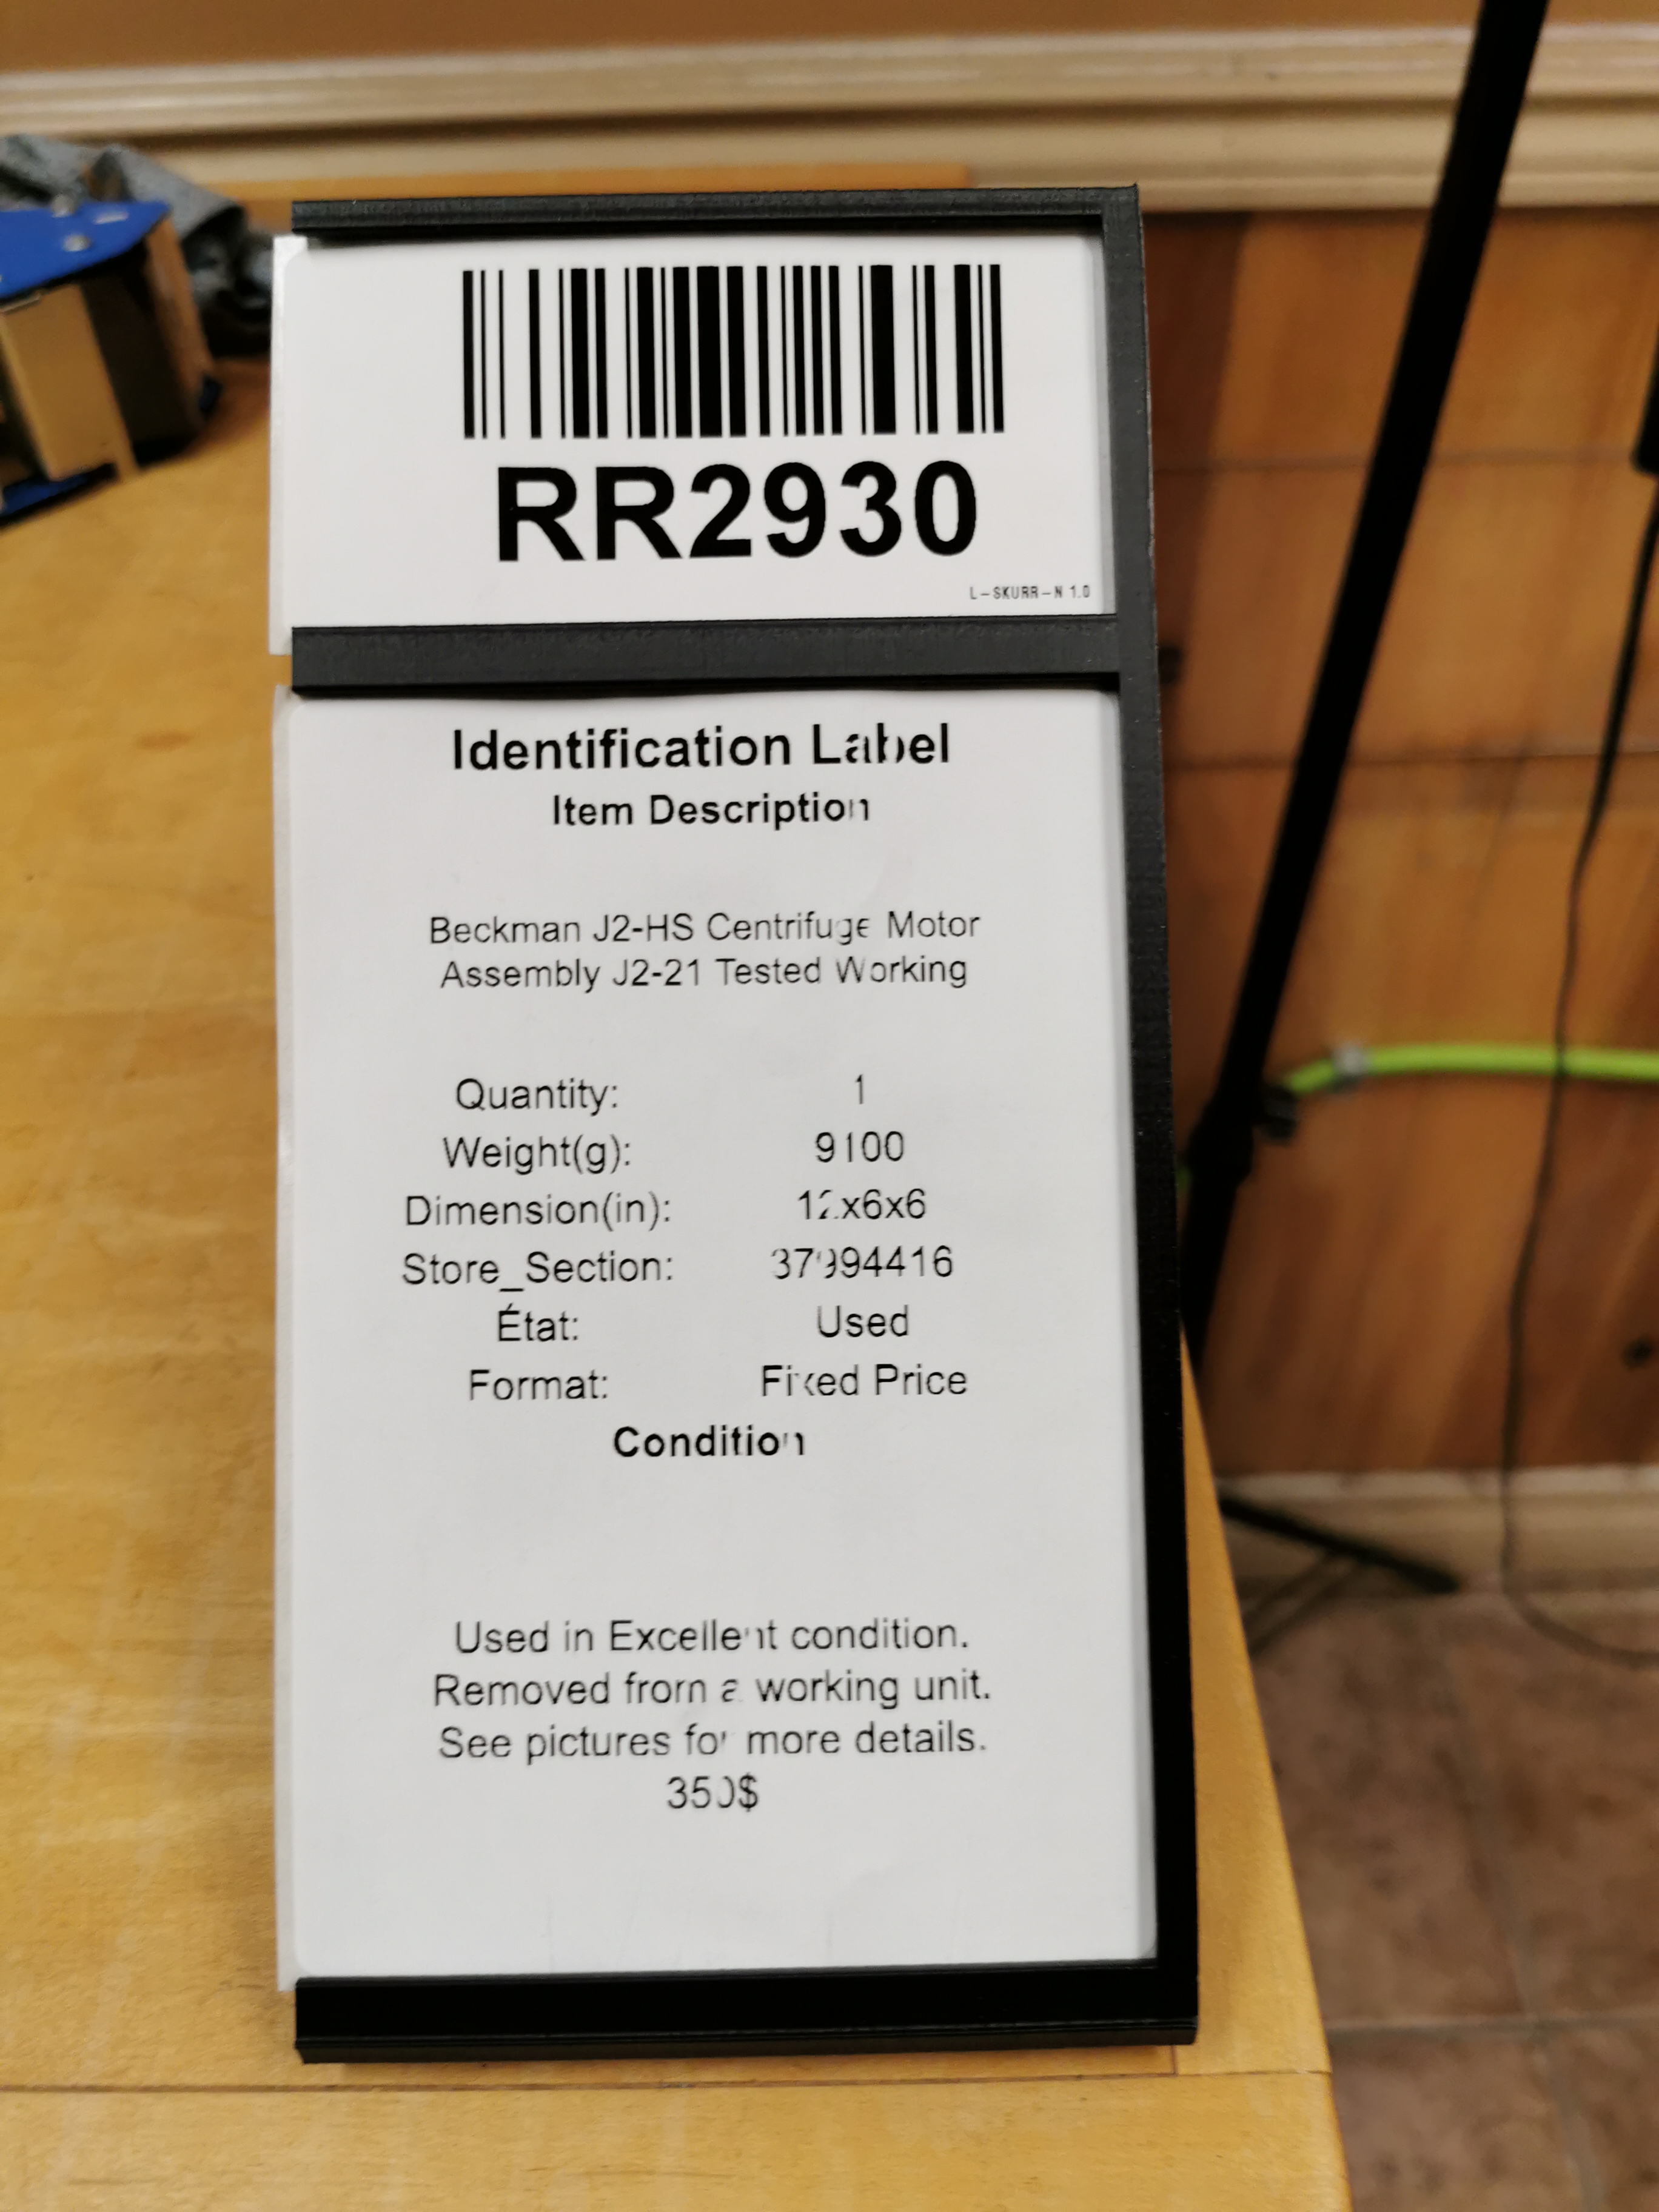 RR2930
L-SKURR-N 1.0
Identification Label
Item Description
Beckman J2-HS Centrifuge Motor
Assembly J2-21 Tested Working
Quantity: 1
Weight(g): 9100
Dimension(in): 12x6x6
Store_Section: 37994416
État: Used
Format: Fixed Price
Condition
Used in Excellent condition.
Removed from a working unit.
See pictures for more details.
350$